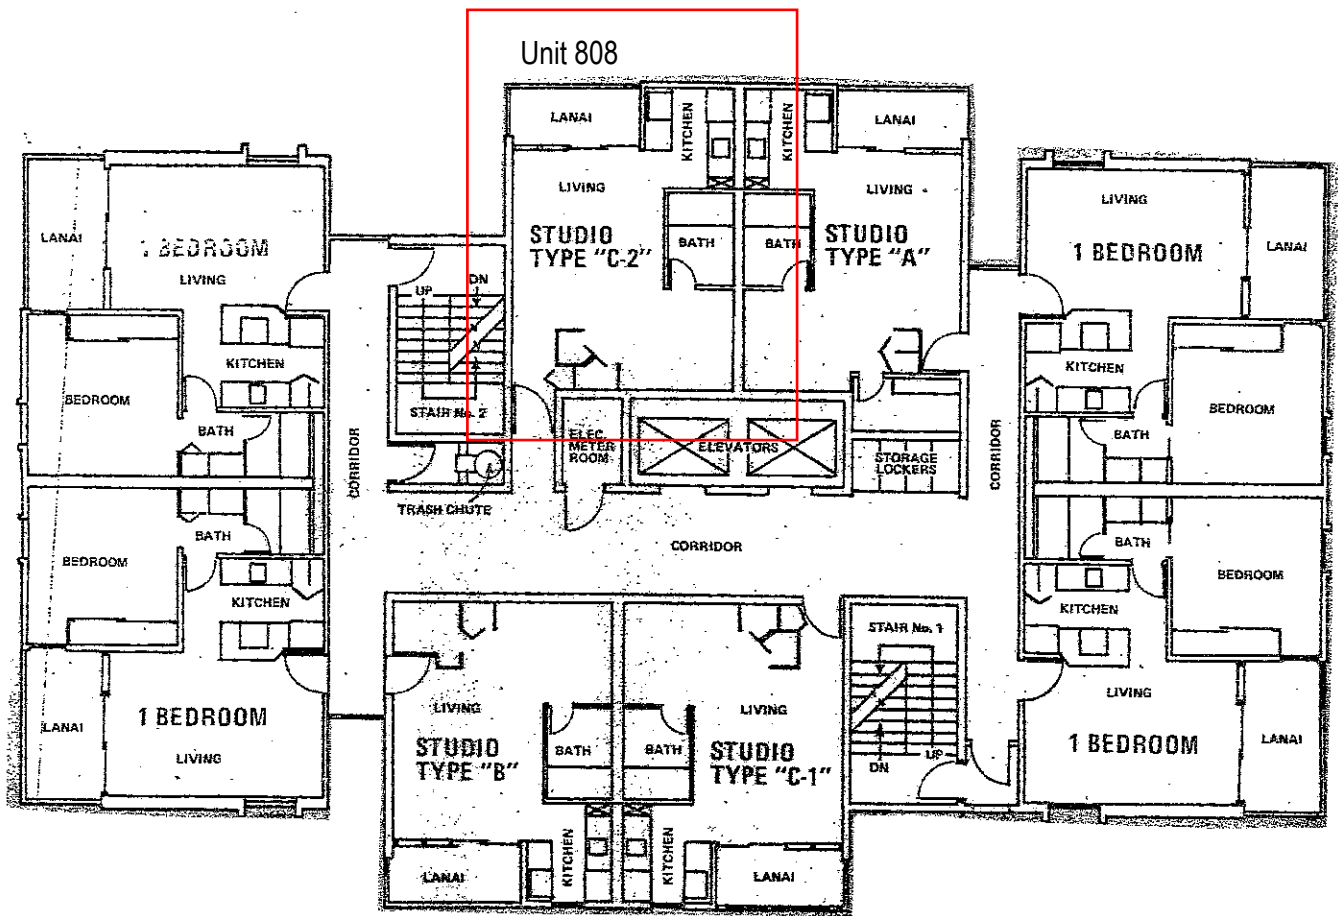 Unit 808
LANAI
KITCHEN
KITCHEN
LANAI
LIVING
LIVING
STUDIO
TYPE "C-2"
BATH
BATH
STUDIO
TYPE "A"
LANAI
1 BEDROOM
LIVING
LIVING
1 BEDROOM
LANAI
UP
DN
KITCHEN
BEDROOM
BATH
STAIR No. 2
ELEC.
METER
ROOM
ELEVATORS
STORAGE
LOCKERS
KITCHEN
BEDROOM
BATH
CORRIDOR
CORRIDOR
TRASH CHUTE
CORRIDOR
BATH
BEDROOM
KITCHEN
BATH
BEDROOM
KITCHEN
STAIR No. 1
LANAI
1 BEDROOM
LIVING
LIVING
STUDIO
TYPE "B"
BATH
BATH
LIVING
STUDIO
TYPE "C-1"
UP
DN
LIVING
1 BEDROOM
LANAI
LANAI
KITCHEN
KITCHEN
LANAI